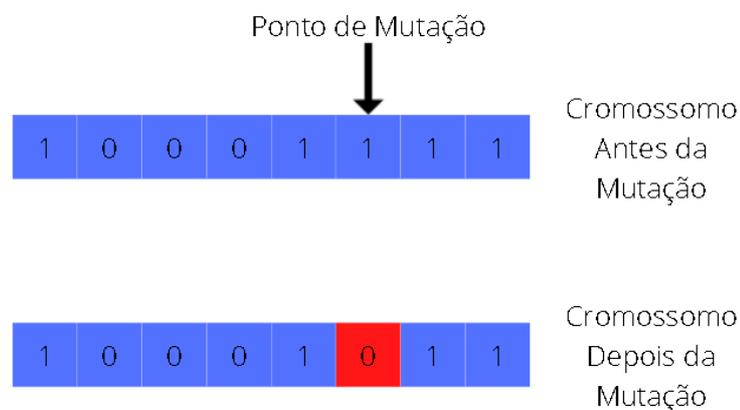 Ponto de Mutação
1 0 0 0 1 1 1 1
Cromossomo
Antes da
Mutação
1 0 0 0 1 0 1 1
Cromossomo
Depois da
Mutação